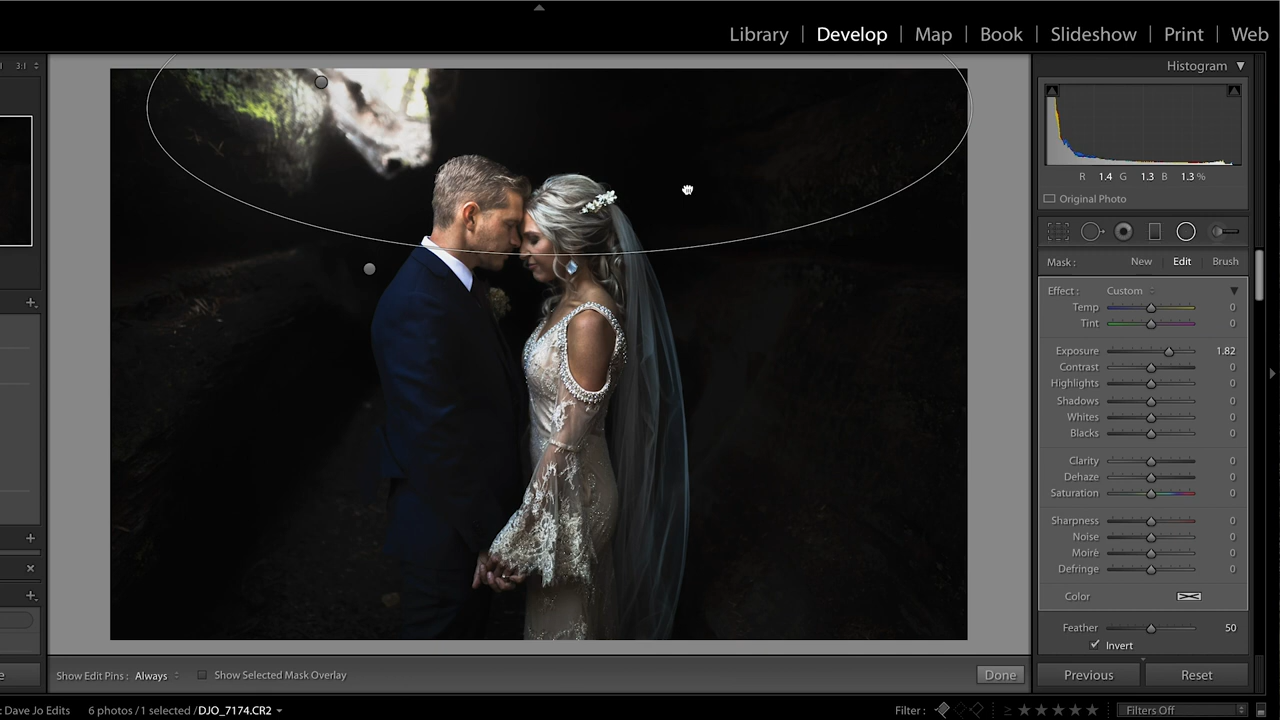 Library | Develop | Map | Book | Slideshow | Print | Web
3:1
Histogram
R 1.4 G 1.3 B 1.3 %
Original Photo
Mask : New Edit Brush
Effect : Custom
Temp 0
Tint 0
Exposure 1.82
Contrast 0
Highlights 0
Shadows 0
Whites 0
Blacks 0
Clarity 0
Dehaze 0
Saturation 0
Sharpness 0
Noise 0
Moiré 0
Defringe 0
Color
Feather 50
Invert
Show Edit Pins : Always Show Selected Mask Overlay Done Previous Reset
: Dave Jo Edits 6 photos / 1 selected / DJO_7174.CR2 Filter : ≥ Filters Off